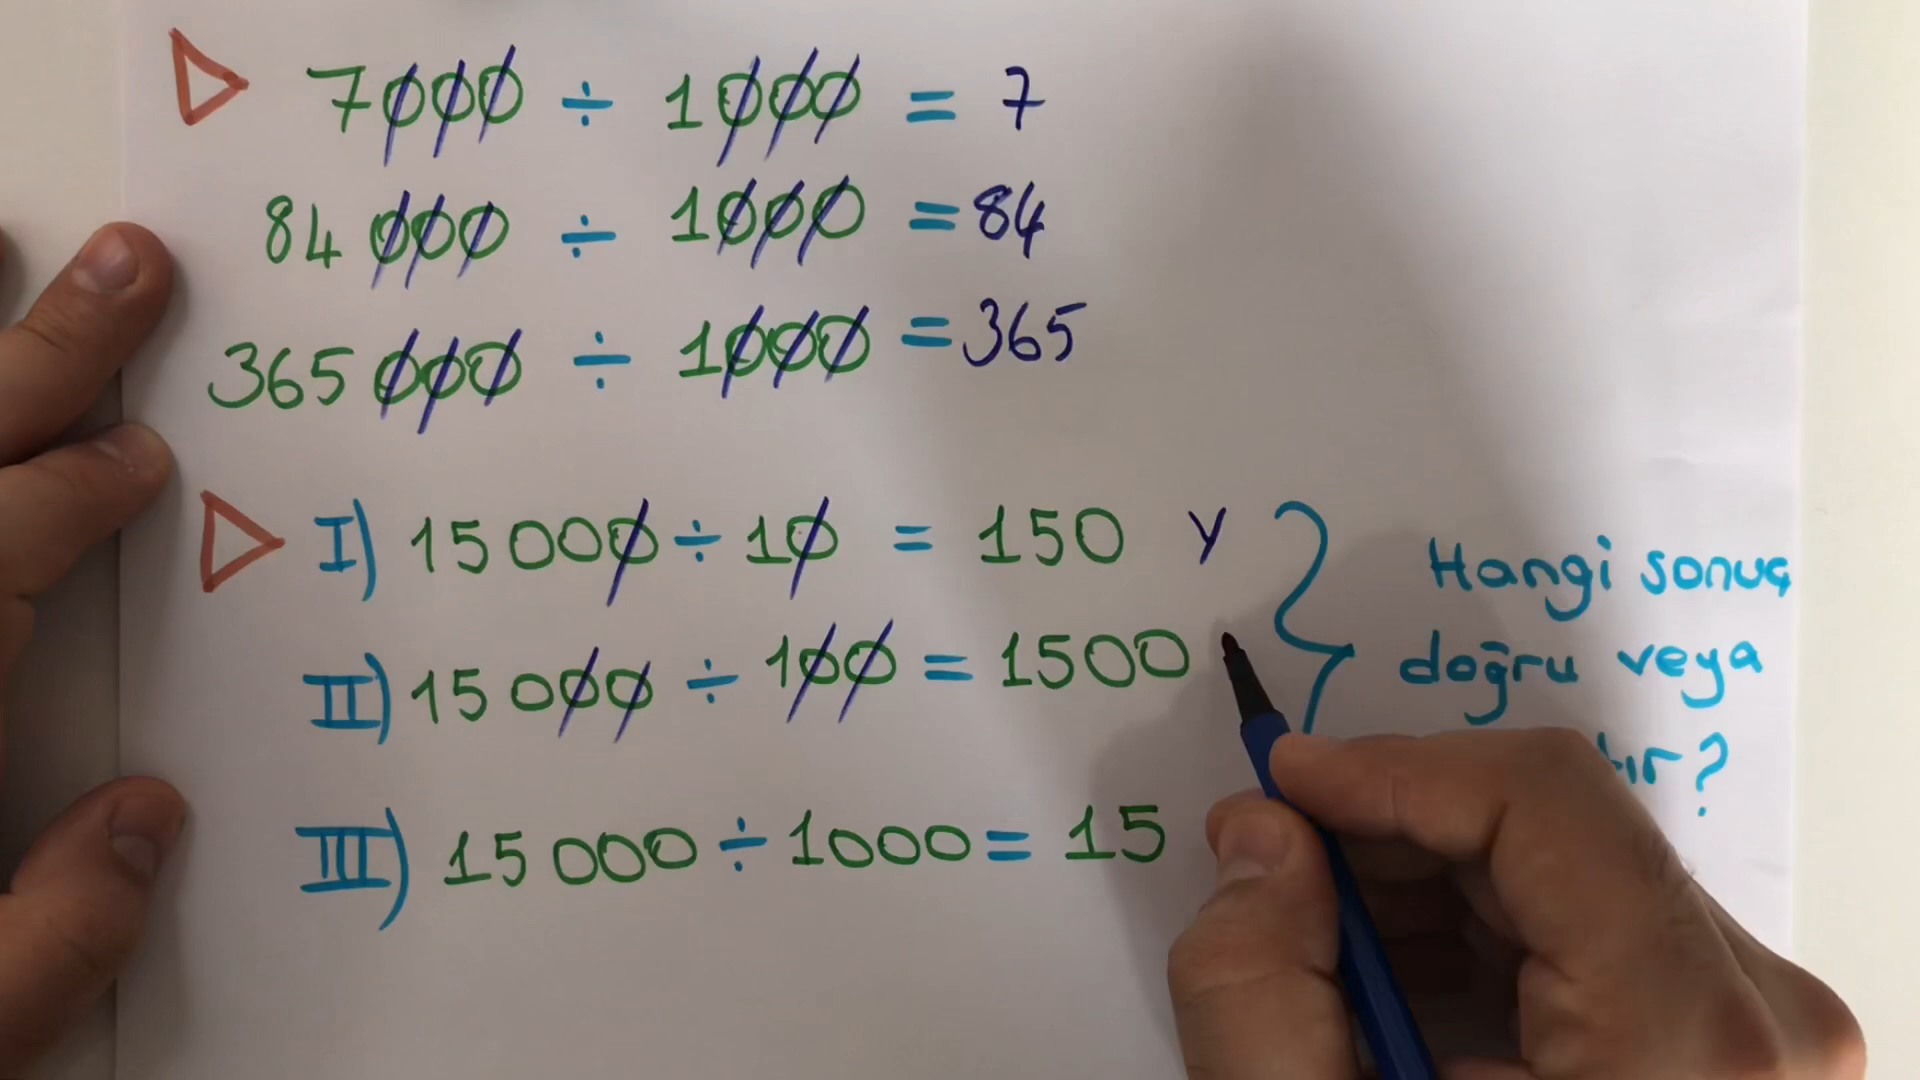 7000 ÷ 1000 = 7
84 000 ÷ 1000 = 84
365 000 ÷ 1000 = 365
I) 15 000 ÷ 10 = 150 Y
II) 15 000 ÷ 100 = 1500
III) 15 000 ÷ 1000 = 15
Hangi sonuç
doğru veya
?